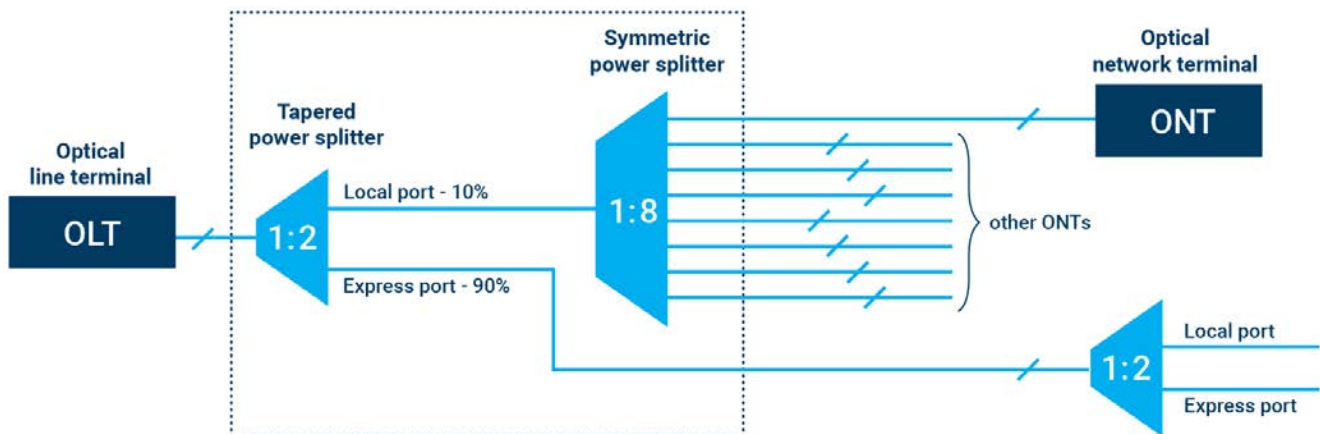 Optical
line terminal
OLT
Tapered
power splitter
1:2
Local port - 10%
Express port - 90%
Symmetric
power splitter
1:8
Optical
network terminal
ONT
other ONTs
1:2
Local port
Express port